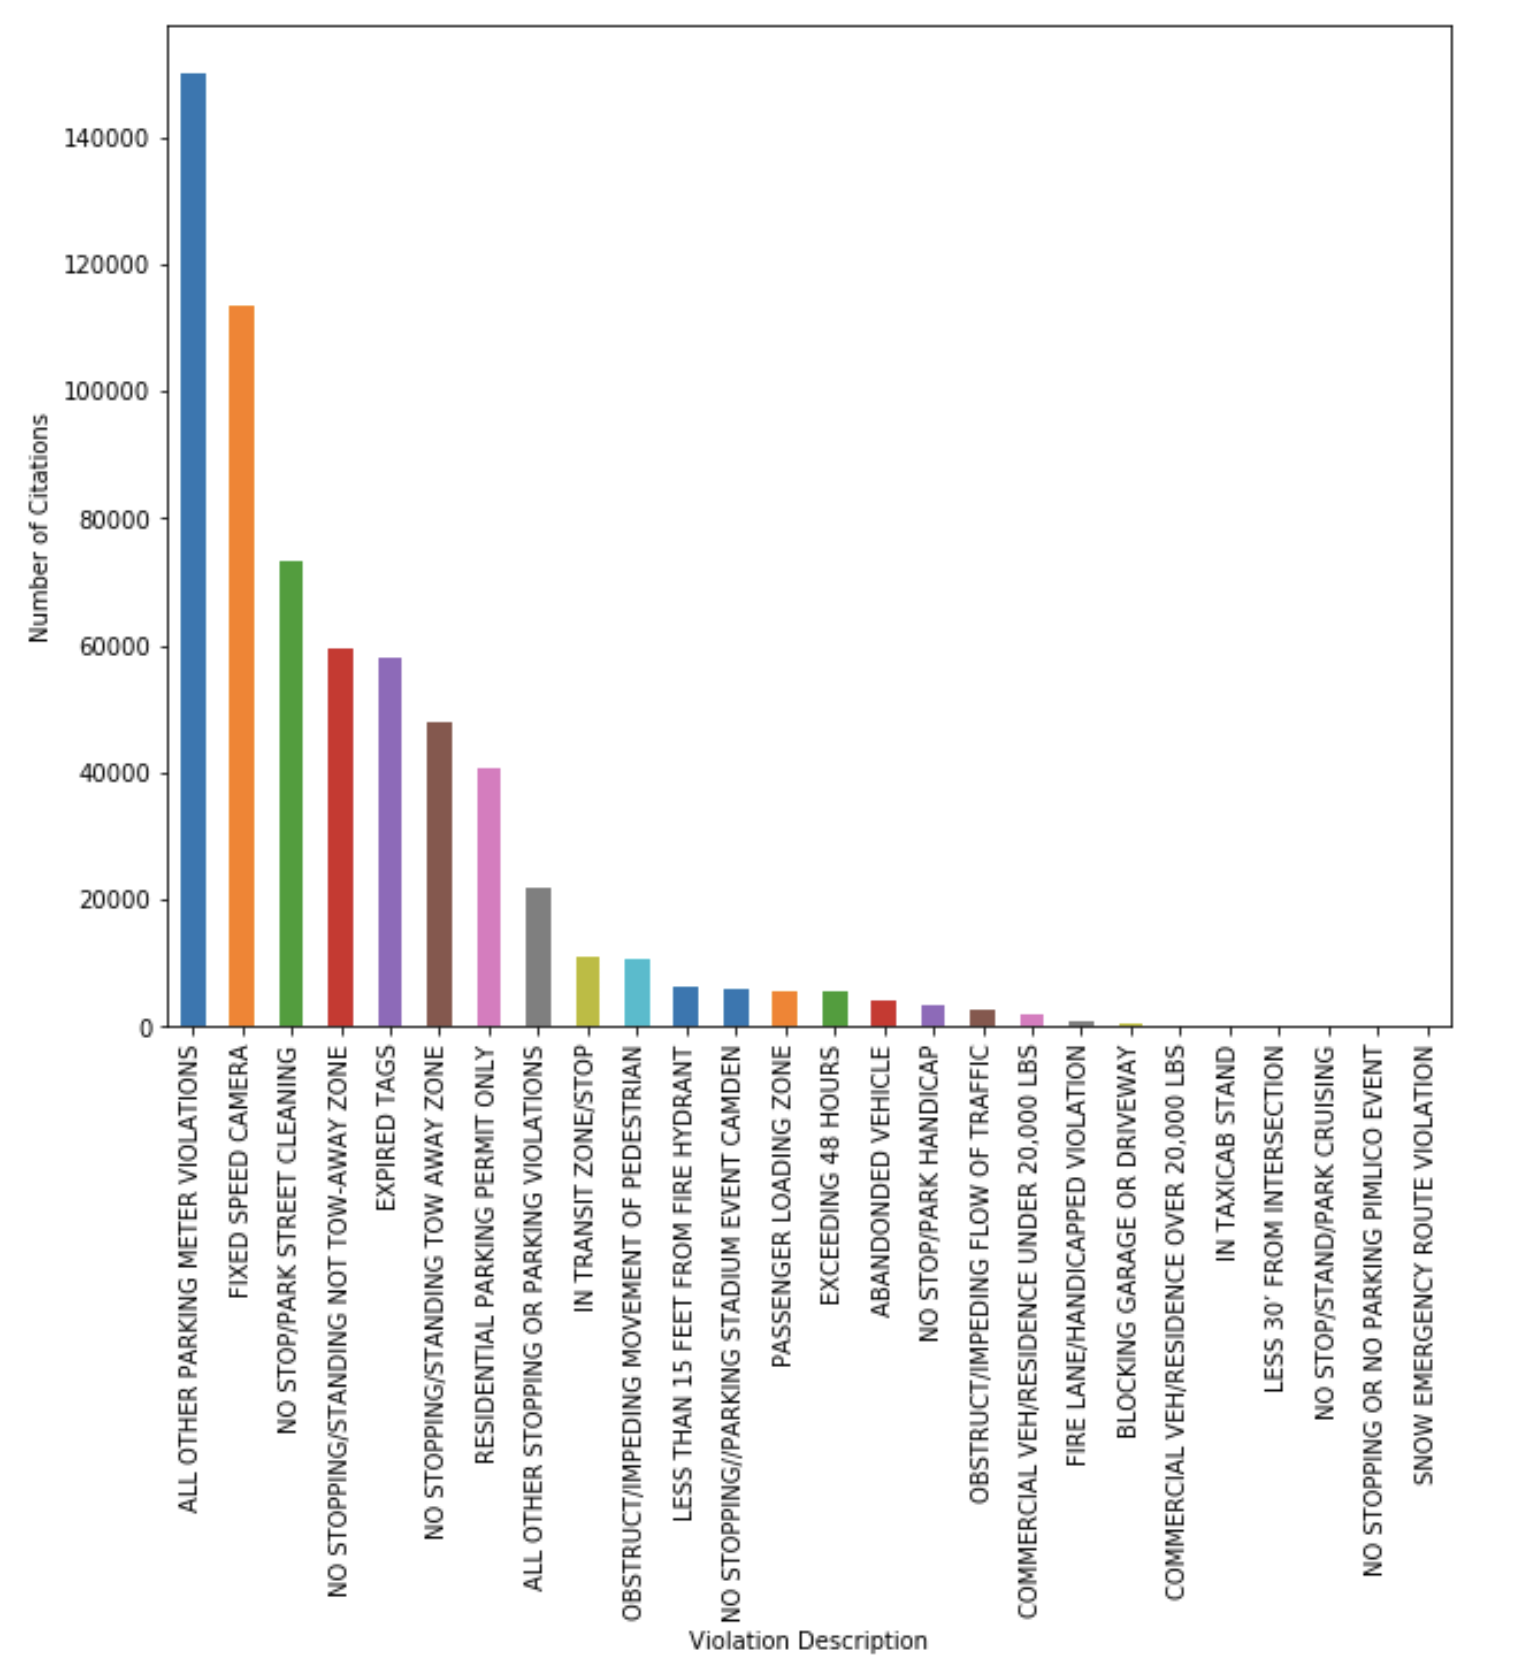 140000
120000
100000
80000
60000
40000
20000
0
Number of Citations
ALL OTHER PARKING METER VIOLATIONS
FIXED SPEED CAMERA
NO STOP/PARK STREET CLEANING
NO STOPPING/STANDING NOT TOW-AWAY ZONE
EXPIRED TAGS
NO STOPPING/STANDING TOW AWAY ZONE
RESIDENTIAL PARKING PERMIT ONLY
ALL OTHER STOPPING OR PARKING VIOLATIONS
IN TRANSIT ZONE/STOP
OBSTRUCT/IMPEDING MOVEMENT OF PEDESTRIAN
LESS THAN 15 FEET FROM FIRE HYDRANT
NO STOPPING//PARKING STADIUM EVENT CAMDEN
PASSENGER LOADING ZONE
EXCEEDING 48 HOURS
ABANDONED VEHICLE
NO STOP/PARK HANDICAP
OBSTRUCT/IMPEDING FLOW OF TRAFFIC
COMMERCIAL VEH/RESIDENCE UNDER 20,000 LBS
FIRE LANE/HANDICAPPED VIOLATION
BLOCKING GARAGE OR DRIVEWAY
COMMERCIAL VEH/RESIDENCE OVER 20,000 LBS
IN TAXICAB STAND
LESS 30' FROM INTERSECTION
NO STOP/STAND/PARK CRUISING
NO STOPPING OR NO PARKING PIMLICO EVENT
SNOW EMERGENCY ROUTE VIOLATION
Violation Description